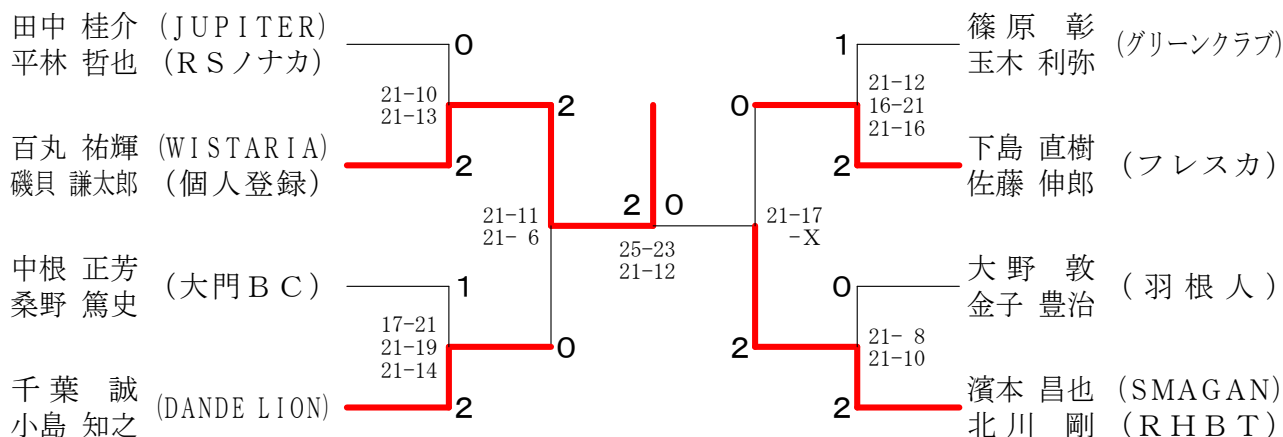 田中 桂介 (JUPITER)
平林 哲也 (RSノナカ)
0
21-10
21-13
百丸 祐輝 (WISTARIA)
磯貝 謙太郎 (個人登録)
2
2
21-11
21- 6
中根 正芳
桑野 篤史
(大門BC)
1
17-21
21-19
21-14
0
千葉 誠
小島 知之
(DANDE LION)
2
2 0
25-23
21-12
篠原 彰
玉木 利弥
(グリーンクラブ)
1
21-12
16-21
21-16
0
下島 直樹
佐藤 伸郎
(フレスカ)
2
21-17
-X
大野 敦
金子 豊治
(羽根人)
0
21- 8
21-10
2
濱本 昌也 (SMAGAN)
北川 剛 (RHBT)
2